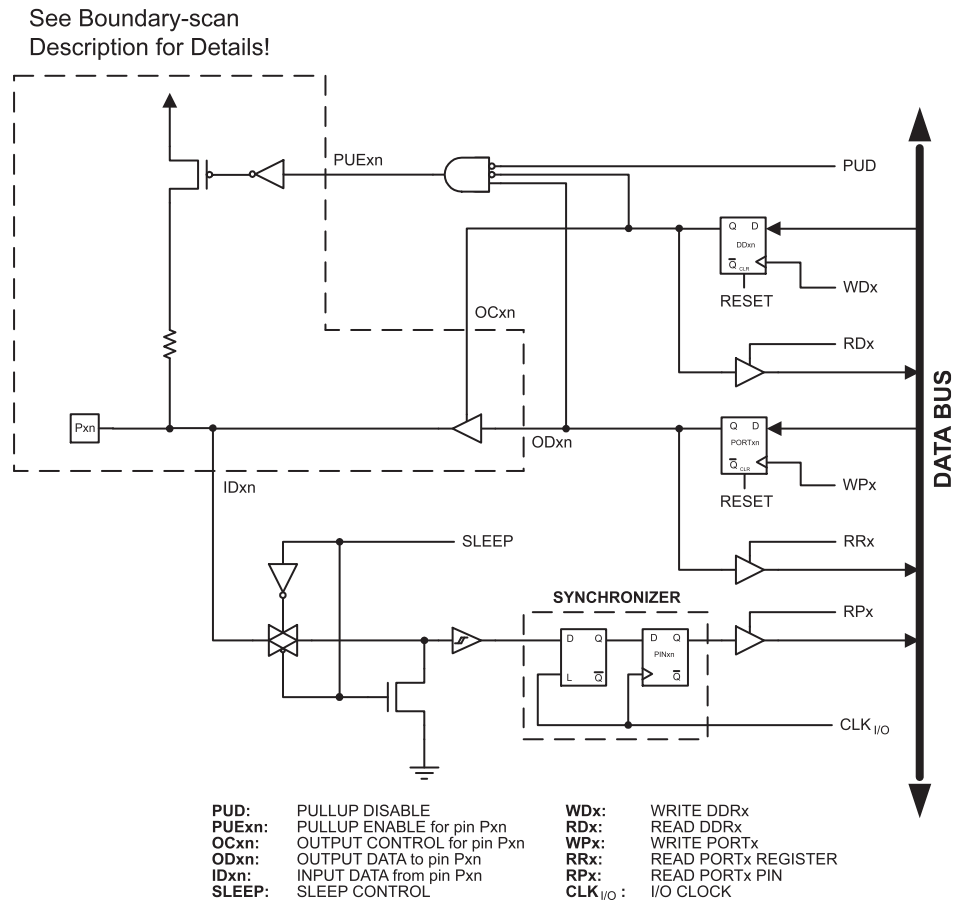 See Boundary-scan
Description for Details!
PUExn
PUD
Q D
DDxn
Q CLR
RESET
WDx
OCxn
RDx
DATA BUS
Pxn
ODxn
Q D
PORTxn
Q CLR
RESET
WPx
IDxn
SLEEP
RRx
SYNCHRONIZER
RPx
D Q
L Q
D Q
PINxn
Q
CLK I/O
PUD: PULLUP DISABLE
PUExn: PULLUP ENABLE for pin Pxn
OCxn: OUTPUT CONTROL for pin Pxn
ODxn: OUTPUT DATA to pin Pxn
IDxn: INPUT DATA from pin Pxn
SLEEP: SLEEP CONTROL
WDx: WRITE DDRx
RDx: READ DDRx
WPx: WRITE PORTx
RRx: READ PORTx REGISTER
RPx: READ PORTx PIN
CLK I/O : I/O CLOCK